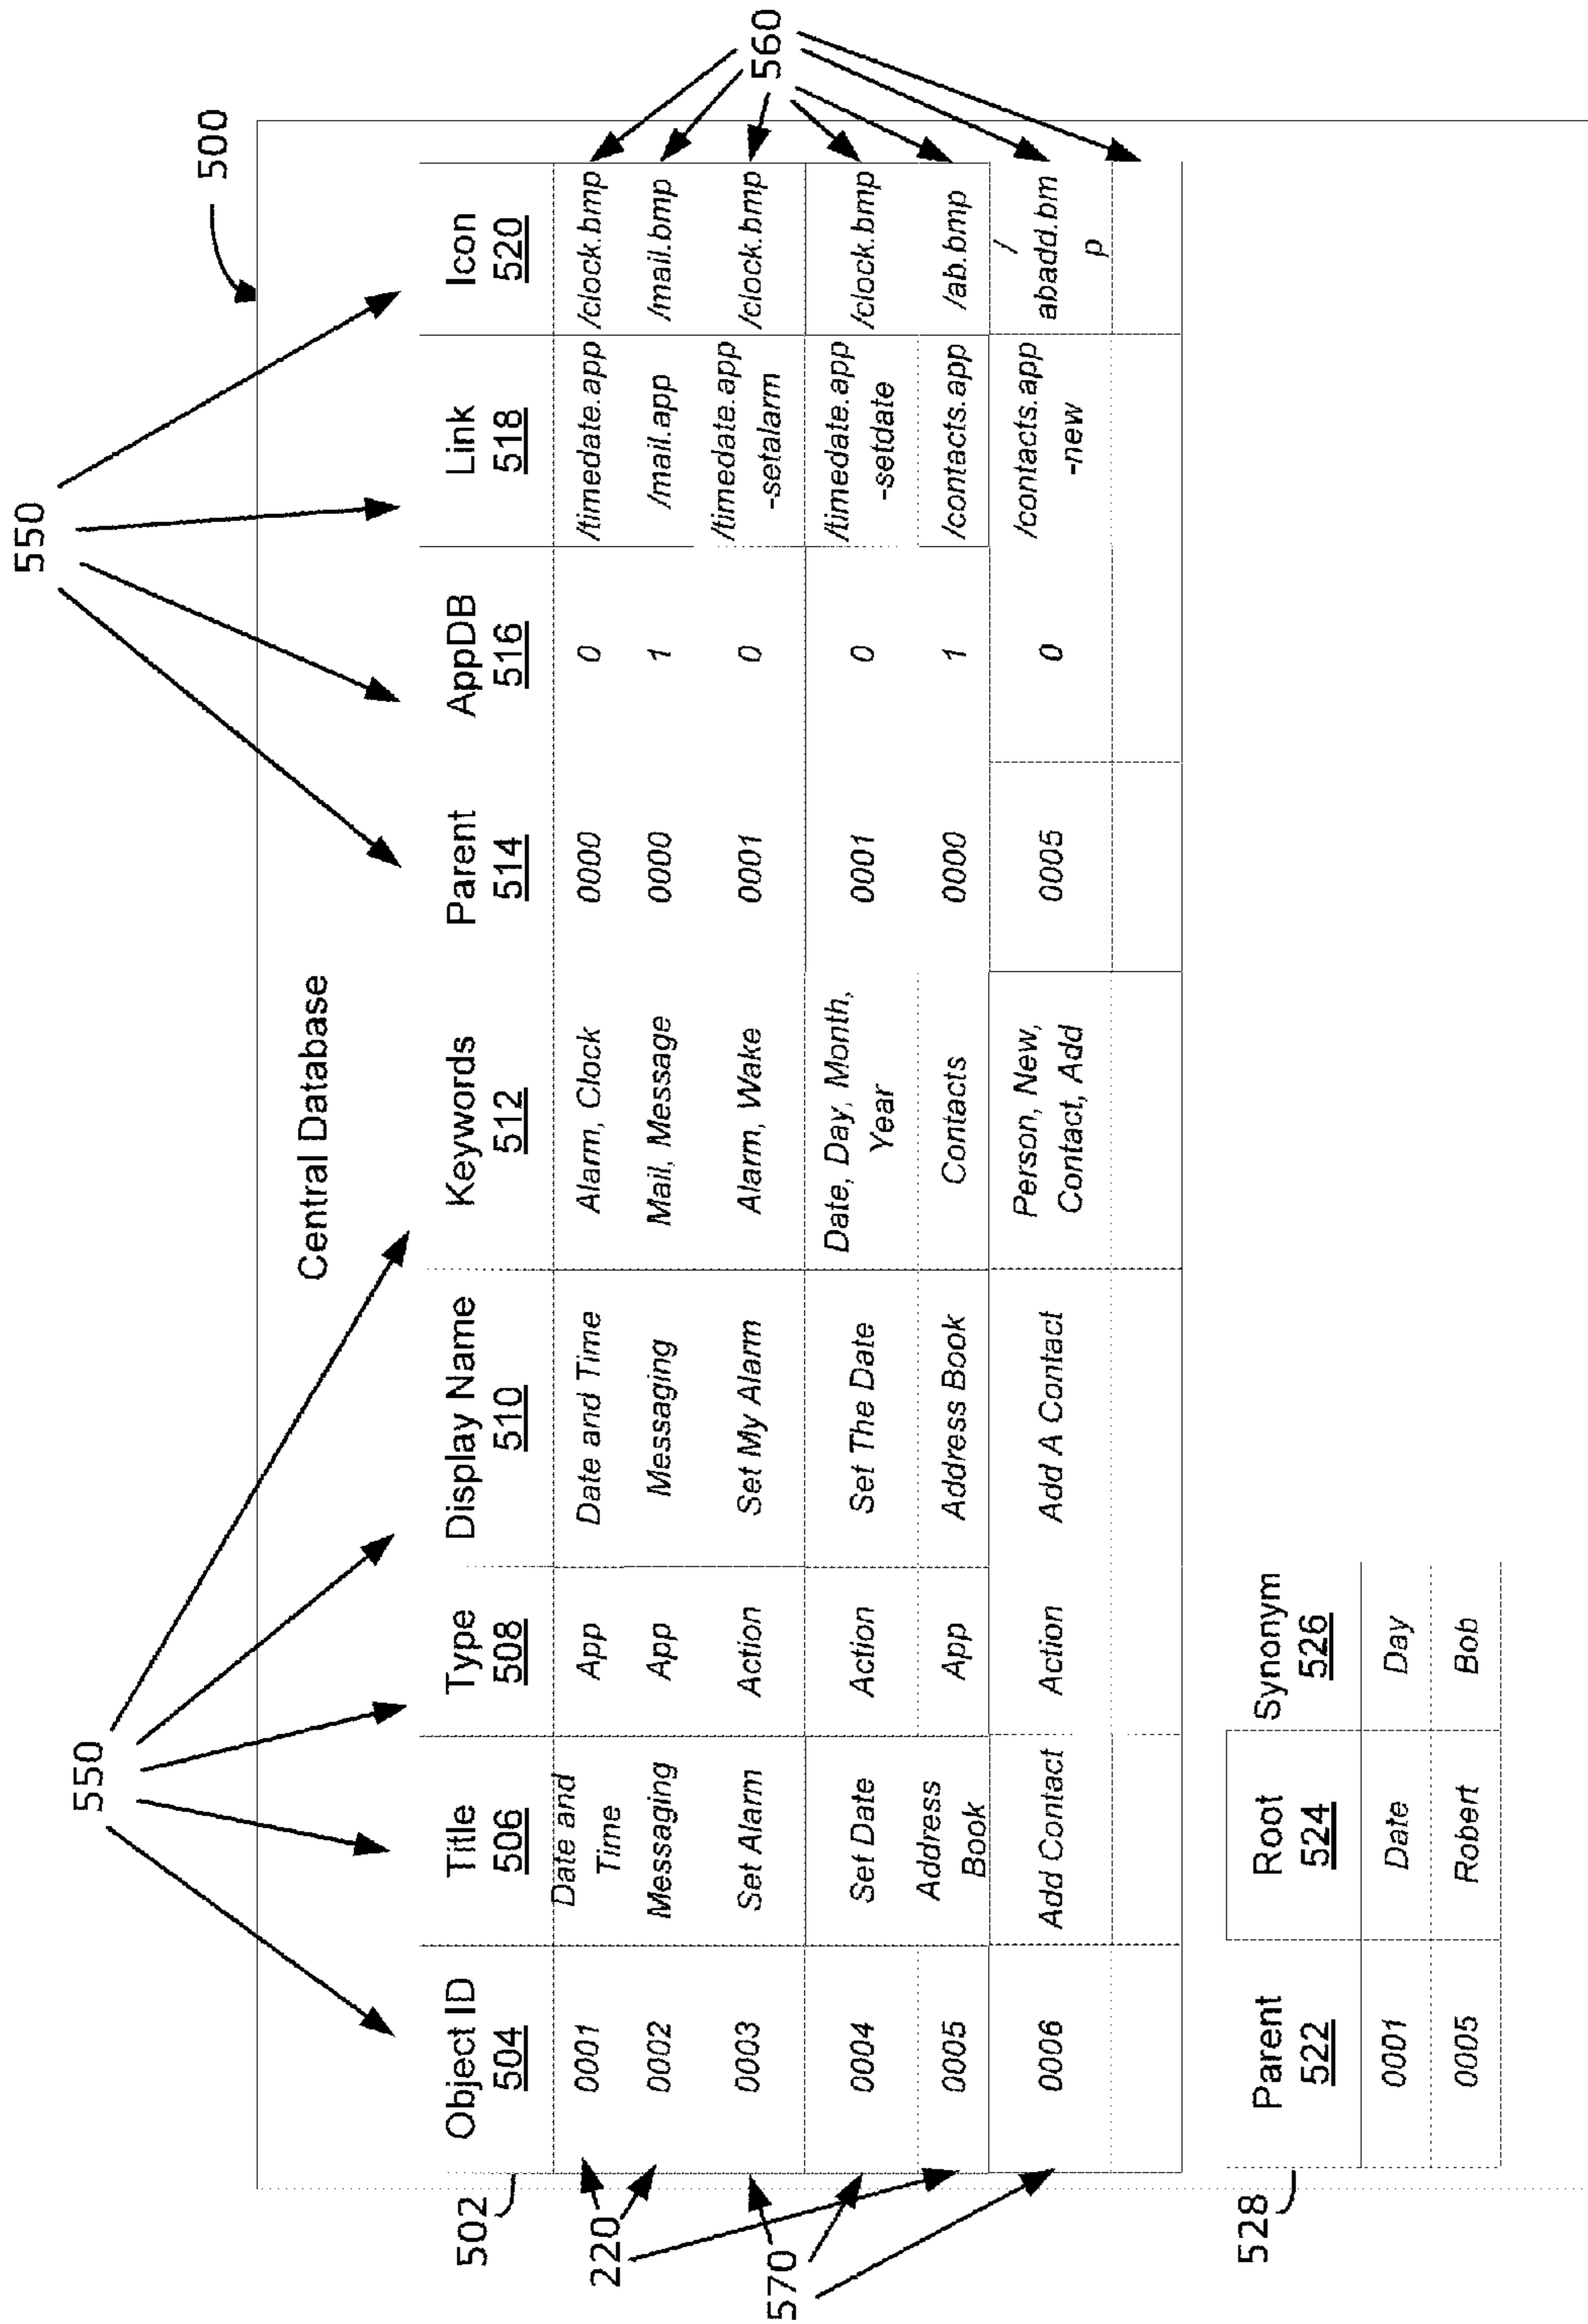 550
550
500
Central Database
Object ID Title Type Display Name Keywords Parent AppDB Link Icon
504 506 508 510 512 514 516 518 520
502
560
0001 Date and App Date and Time Alarm, Clock 0000 0 /timedate.app /clock.bmp
Time
220
0002 Messaging App Messaging Mail, Message 0000 1 /mail.app /mail.bmp
0003 Set Alarm Action Set My Alarm Alarm, Wake 0001 0 /timedate.app /clock.bmp
-setalarm
570
0004 Set Date Action Set The Date Date, Day, Month, 0001 0 /timedate.app /clock.bmp
Year -setdate
0005 Address App Address Book Contacts 0000 1 /contacts.app /ab.bmp
Book
0006 Add Contact Action Add A Contact Person, New, 0005 0 /contacts.app /
Contact, Add -new abadd.bm
p
528
Parent Root Synonym
522 524 526
0001 Date Day
0005 Robert Bob